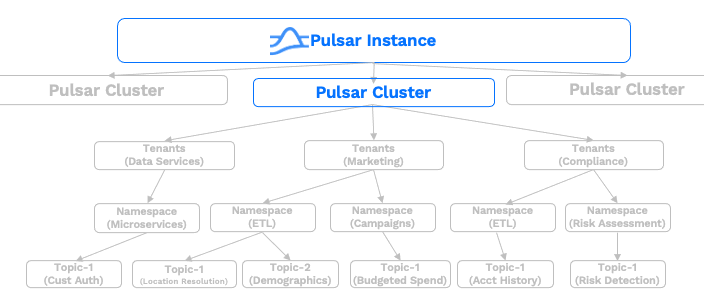 Pulsar Instance
Pulsar Cluster
Pulsar Cluster
Pulsar Cluster
Tenants
(Data Services)
Tenants
(Marketing)
Tenants
(Compliance)
Namespace
(Microservices)
Namespace
(ETL)
Namespace
(Campaigns)
Namespace
(ETL)
Namespace
(Risk Assessment)
Topic-1
(Cust Auth)
Topic-1
(Location Resolution)
Topic-2
(Demographics)
Topic-1
(Budgeted Spend)
Topic-1
(Acct History)
Topic-1
(Risk Detection)